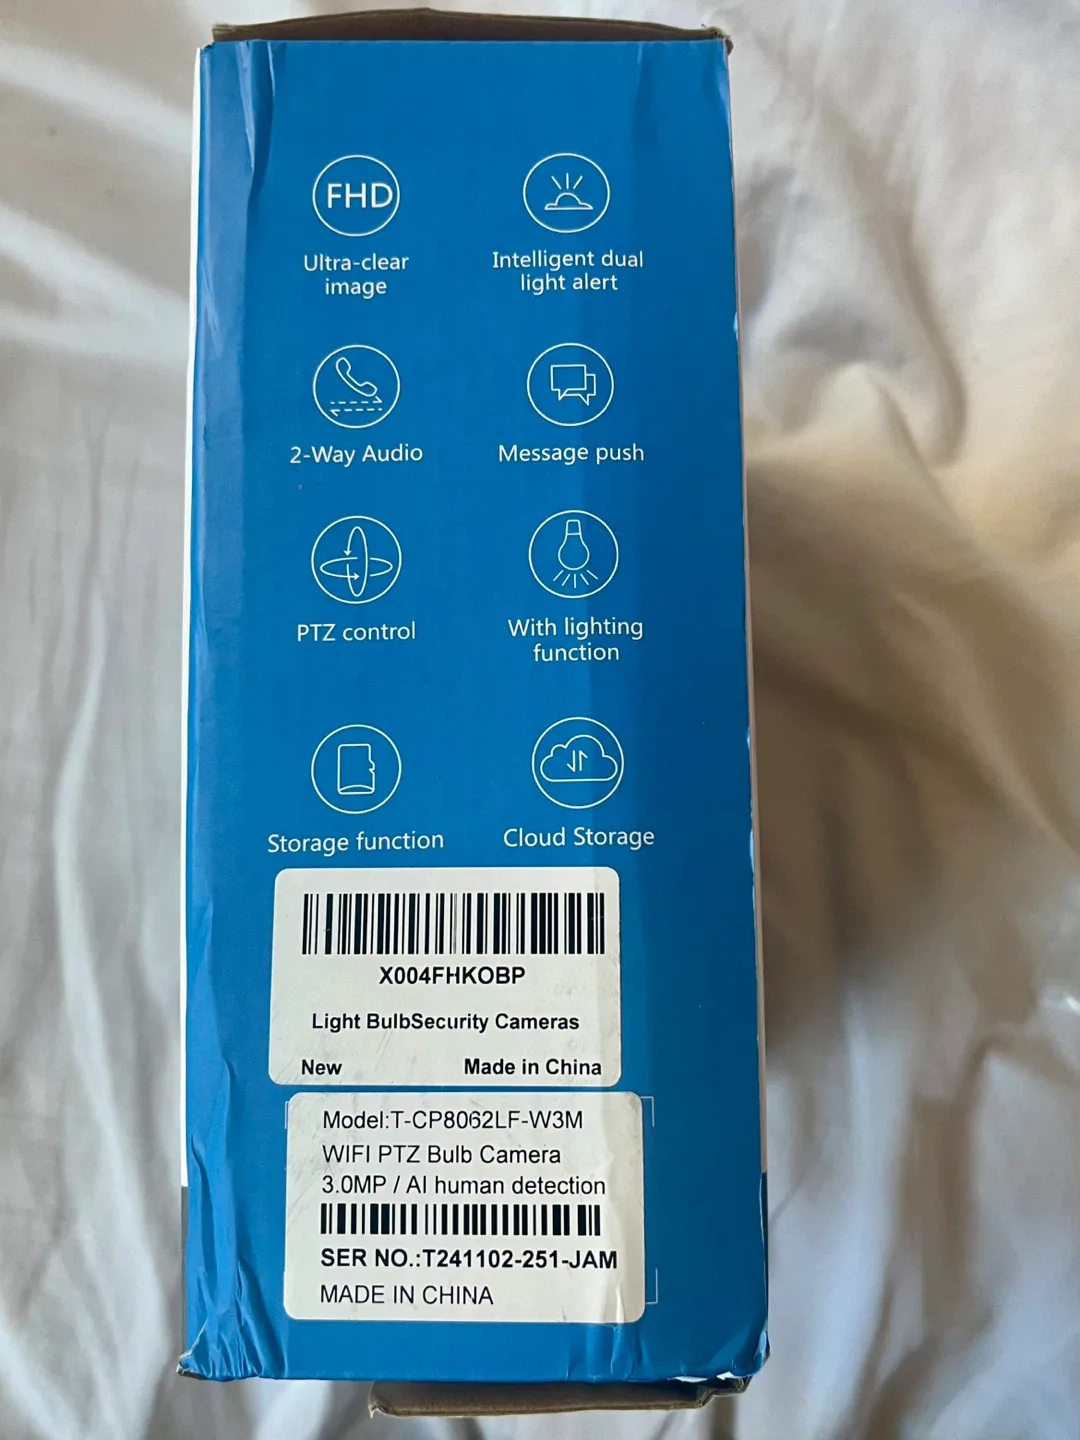 FHD
Ultra-clear
image
Intelligent dual
light alert
2-Way Audio
Message push
PTZ control
With lighting
function
Storage function
Cloud Storage
X004FHKOBP
Light BulbSecurity Cameras
New Made in China
Model:T-CP8062LF-W3M
WIFI PTZ Bulb Camera
3.0MP / AI human detection
SER NO.:T241102-251-JAM
MADE IN CHINA